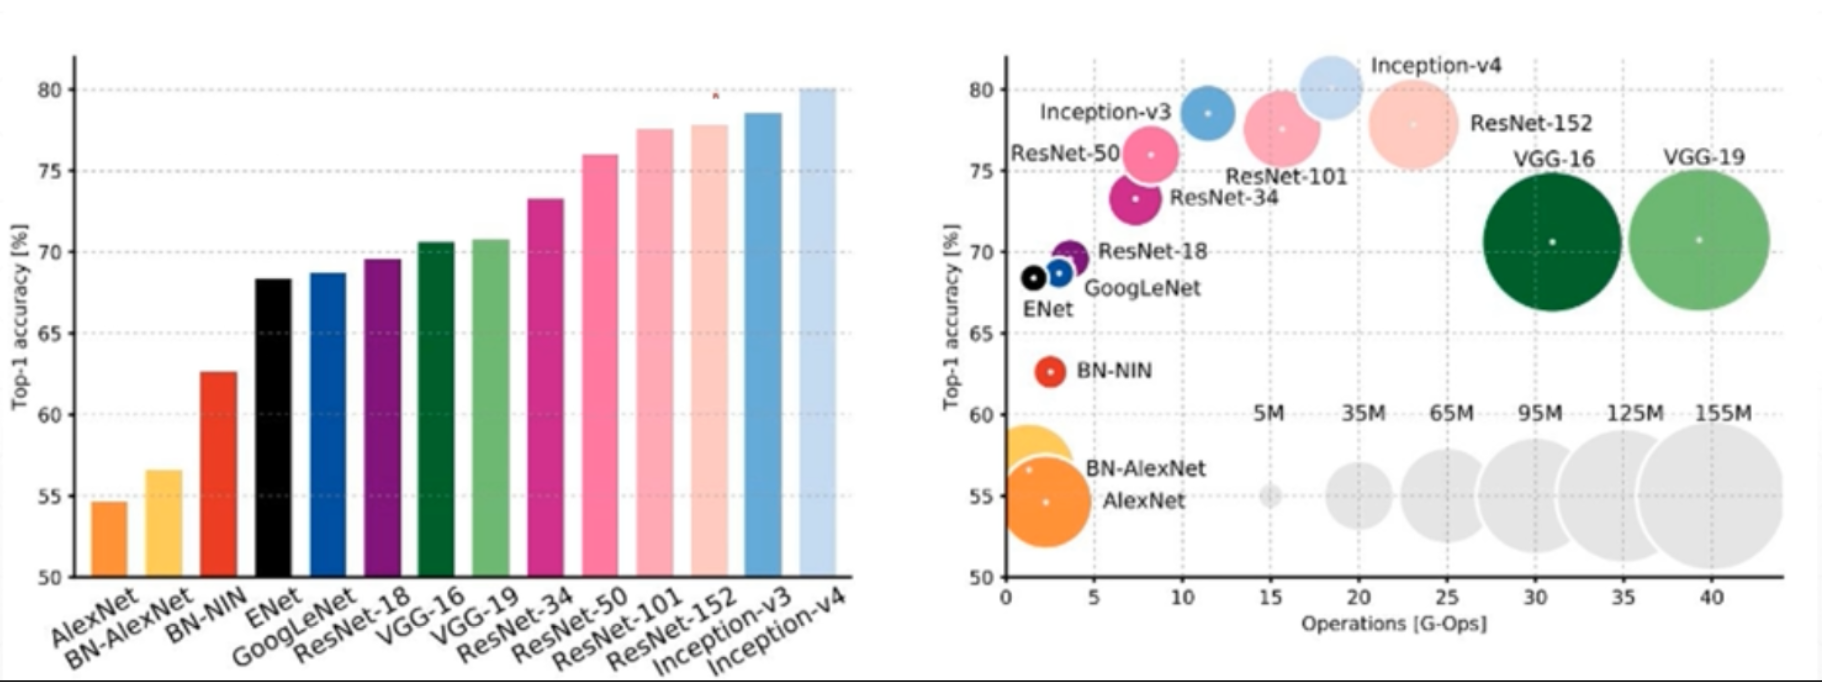 Top-1 accuracy [%]
80
75
70
65
60
55
50
AlexNet
BN-AlexNet
BN-NIN
ENet
GoogLeNet
ResNet-18
VGG-16
VGG-19
ResNet-34
ResNet-50
ResNet-101
ResNet-152
Inception-v3
Inception-v4
Top-1 accuracy [%]
80
75
70
65
60
55
50
Inception-v4
Inception-v3
ResNet-152
ResNet-50
VGG-16
VGG-19
ResNet-101
ResNet-34
ResNet-18
GoogLeNet
ENet
BN-NIN
5M 35M 65M 95M 125M 155M
BN-AlexNet
AlexNet
0 5 10 15 20 25 30 35 40
Operations [G-Ops]